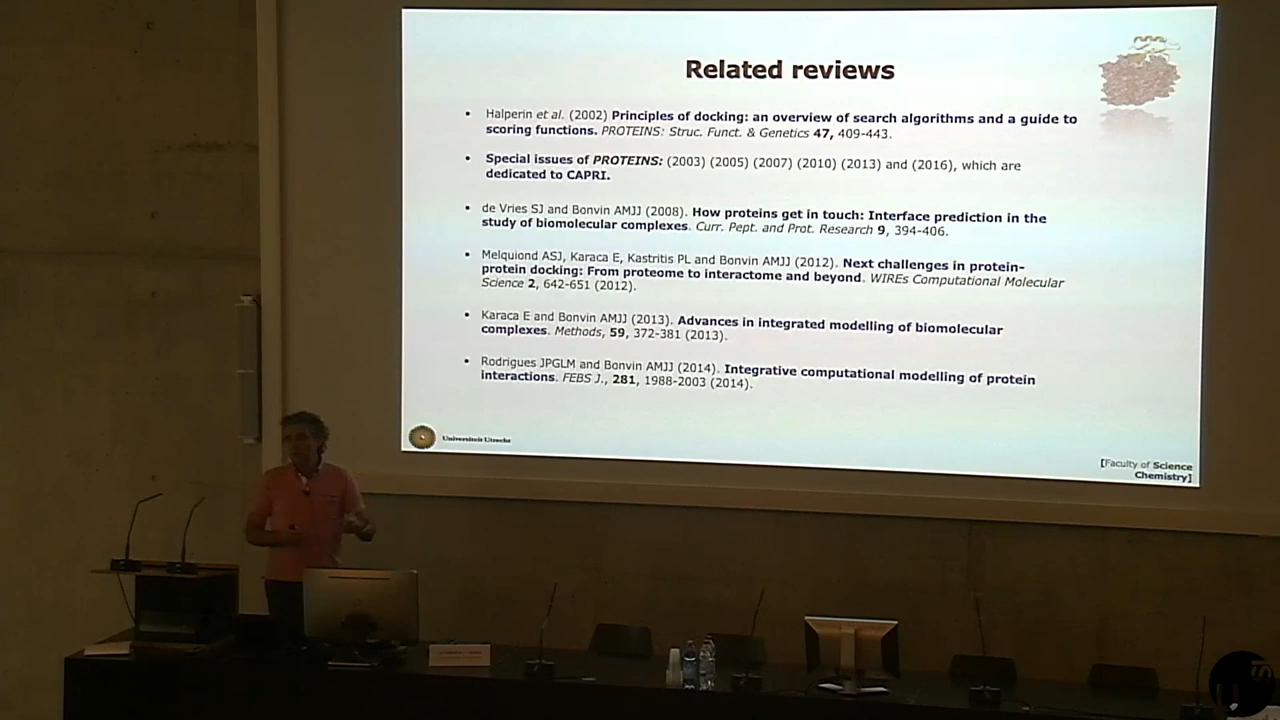 Related reviews
• Halperin et al. (2002) Principles of docking: an overview of search algorithms and a guide to
scoring functions. PROTEINS: Struc. Funct. & Genetics 47, 409-443.
• Special issues of PROTEINS: (2003) (2005) (2007) (2010) (2013) and (2016), which are
dedicated to CAPRI.
• de Vries SJ and Bonvin AMJJ (2008). How proteins get in touch: Interface prediction in the
study of biomolecular complexes. Curr. Pept. and Prot. Research 9, 394-406.
• Melquiond ASJ, Karaca E, Kastritis PL and Bonvin AMJJ (2012). Next challenges in protein-
protein docking: From proteome to interactome and beyond. WIREs Computational Molecular
Science 2, 642-651 (2012).
• Karaca E and Bonvin AMJJ (2013). Advances in integrated modelling of biomolecular
complexes. Methods, 59, 372-381 (2013).
• Rodrigues JPGLM and Bonvin AMJJ (2014). Integrative computational modelling of protein
interactions. FEBS J., 281, 1988-2003 (2014).
Universiteit Utrecht
[Faculty of Science
Chemistry]